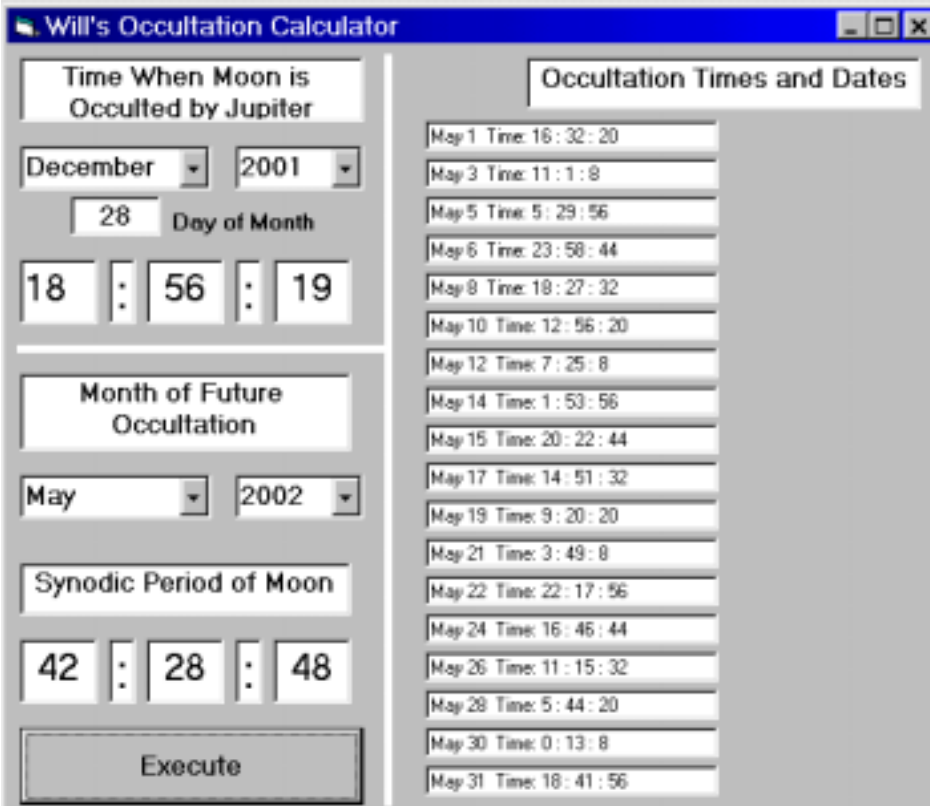 Will's Occultation Calculator
Time When Moon is
Occulted by Jupiter
December 2001
28 Day of Month
18 : 56 : 19
Month of Future
Occultation
May 2002
Synodic Period of Moon
42 : 28 : 48
Execute
Occultation Times and Dates
May 1 Time: 16 : 32 : 20
May 3 Time: 11 : 1 : 8
May 5 Time: 5 : 29 : 56
May 6 Time: 23 : 58 : 44
May 8 Time: 18 : 27 : 32
May 10 Time: 12 : 56 : 20
May 12 Time: 7 : 25 : 8
May 14 Time: 1 : 53 : 56
May 15 Time: 20 : 22 : 44
May 17 Time: 14 : 51 : 32
May 19 Time: 9 : 20 : 20
May 21 Time: 3 : 49 : 8
May 22 Time: 22 : 17 : 56
May 24 Time: 16 : 46 : 44
May 26 Time: 11 : 15 : 32
May 28 Time: 5 : 44 : 20
May 30 Time: 0 : 13 : 8
May 31 Time: 18 : 41 : 56